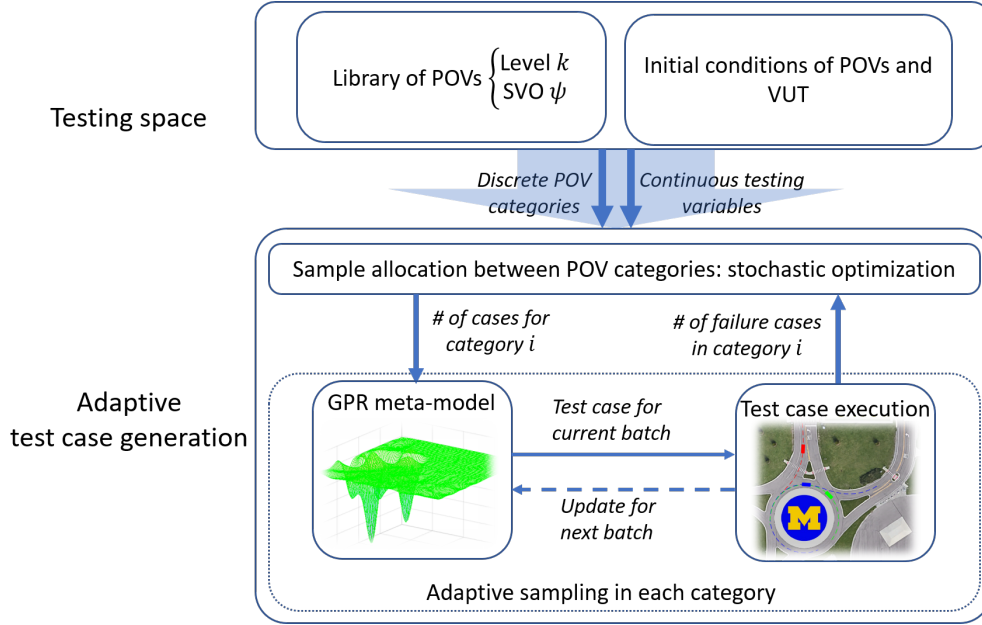 Testing space
Library of POVs { Level k
SVO ψ
Initial conditions of POVs and
VUT
Discrete POV
categories
Continuous testing
variables
Adaptive
test case generation
Sample allocation between POV categories: stochastic optimization
# of cases for
category i
# of failure cases
in category i
GPR meta-model
Test case for
current batch
Update for
next batch
Test case execution
M
Adaptive sampling in each category